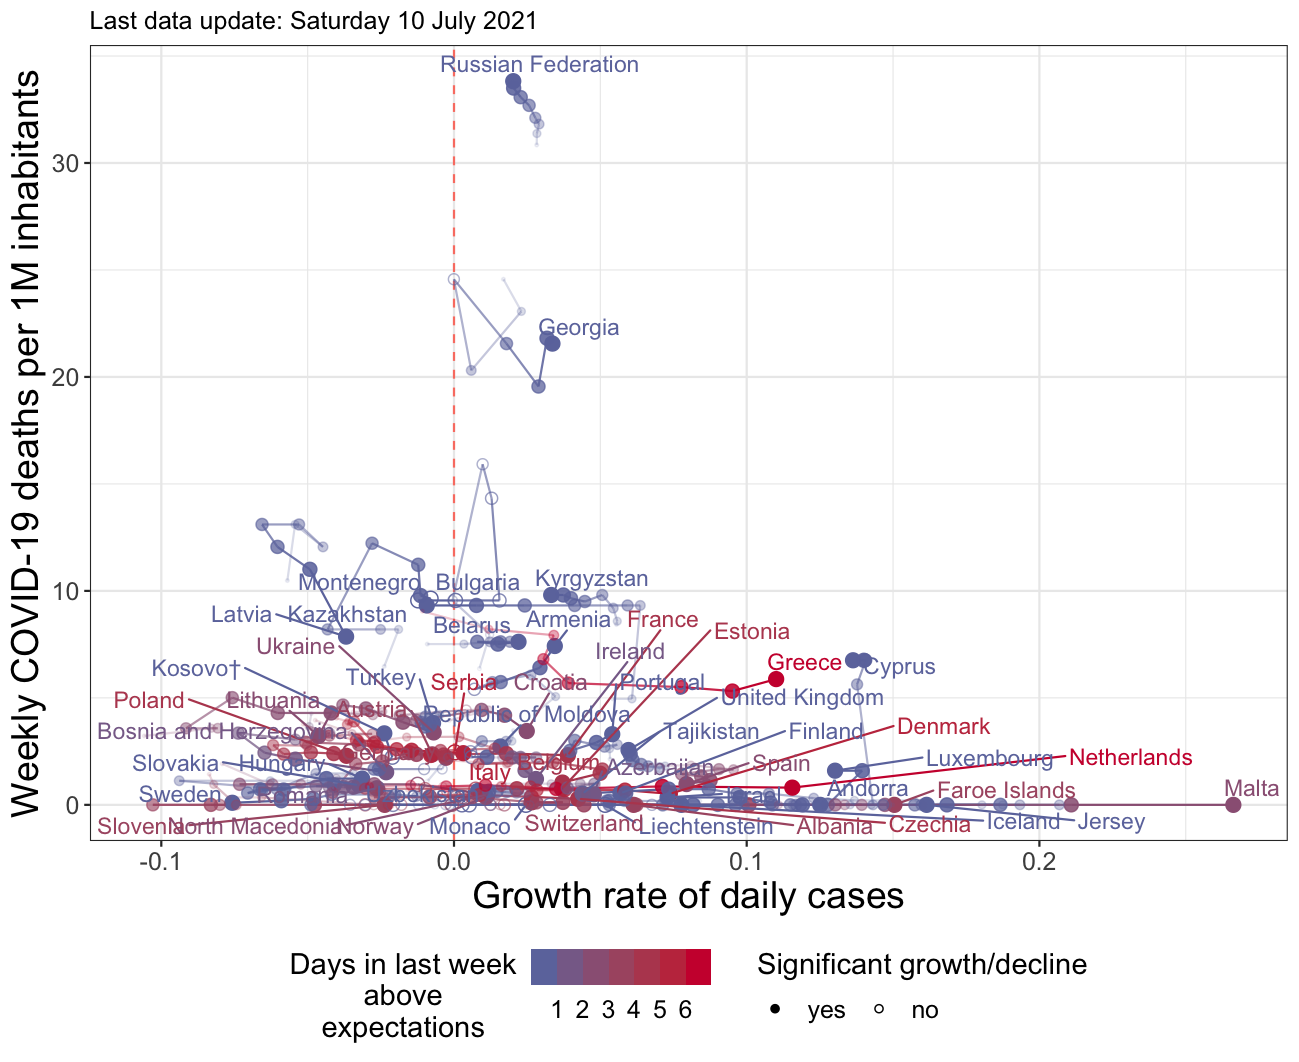 Last data update: Saturday 10 July 2021
Weekly COVID-19 deaths per 1M inhabitants
30
20
10
0
Russian Federation
Georgia
Montenegro
Bulgaria
Kyrgyzstan
Latvia
Kazakhstan
Belarus
Armenia
France
Estonia
Ukraine
Ireland
Greece
Cyprus
Kosovo†
Turkey
Serbia
Croatia
Portugal
United Kingdom
Poland
Lithuania
Austria
Republic of Moldova
Bosnia and Herzegovina
Tajikistan
Finland
Denmark
Slovakia
Hungary
Italy
Belgium
Azerbaijan
Spain
Luxembourg
Netherlands
Sweden
Romania
Israel
Andorra
Faroe Islands
Malta
Slovenia
North Macedonia
Norway
Monaco
Switzerland
Liechtenstein
Albania
Czechia
Iceland
Jersey
-0.1
0.0
0.1
0.2
Growth rate of daily cases
Days in last week
above
expectations
1 2 3 4 5 6
Significant growth/decline
yes
no